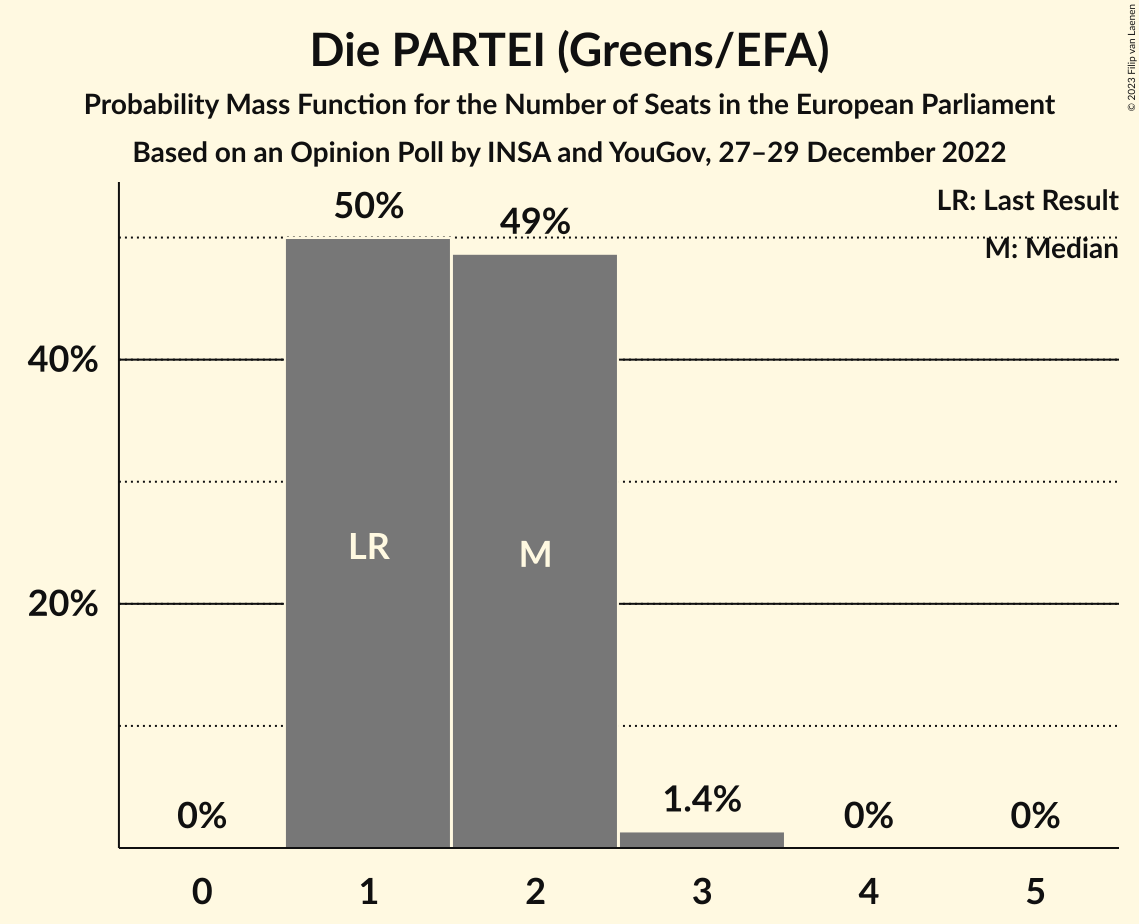 Die PARTEI (Greens/EFA)
Probability Mass Function for the Number of Seats in the European Parliament
Based on an Opinion Poll by INSA and YouGov, 27–29 December 2022
© 2023 Filip van Laenen
LR: Last Result
M: Median
50%
49%
40%
LR
M
20%
0%
1.4%
0%
0%
0
1
2
3
4
5